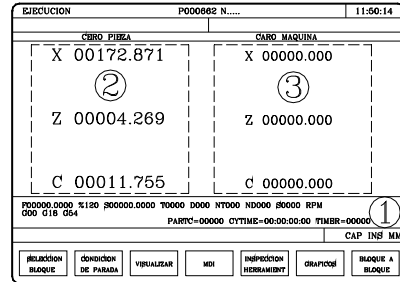 EJECUCION P000662 N..... 11:50:14
CERO PIEZA CARO MAQUINA
X 00172.871 X 00000.000
2 3
Z 00004.269 Z 00000.000
C 00011.755 C 00000.000
F00000.0000 %120 S00000.0000 T0000 D000 NT000 ND000 S0000 RPM
G00 G18 G54
PARTC=00000 CYTIME=00:00:00:00 TIMER=00000
1
CAP INS MM
SELECCION BLOQUE
CONDICION DE PARADA
VISUALIZAR
MDI
INSPECCION HERRAMIENT
GRAFICOS
BLOQUE A BLOQUE